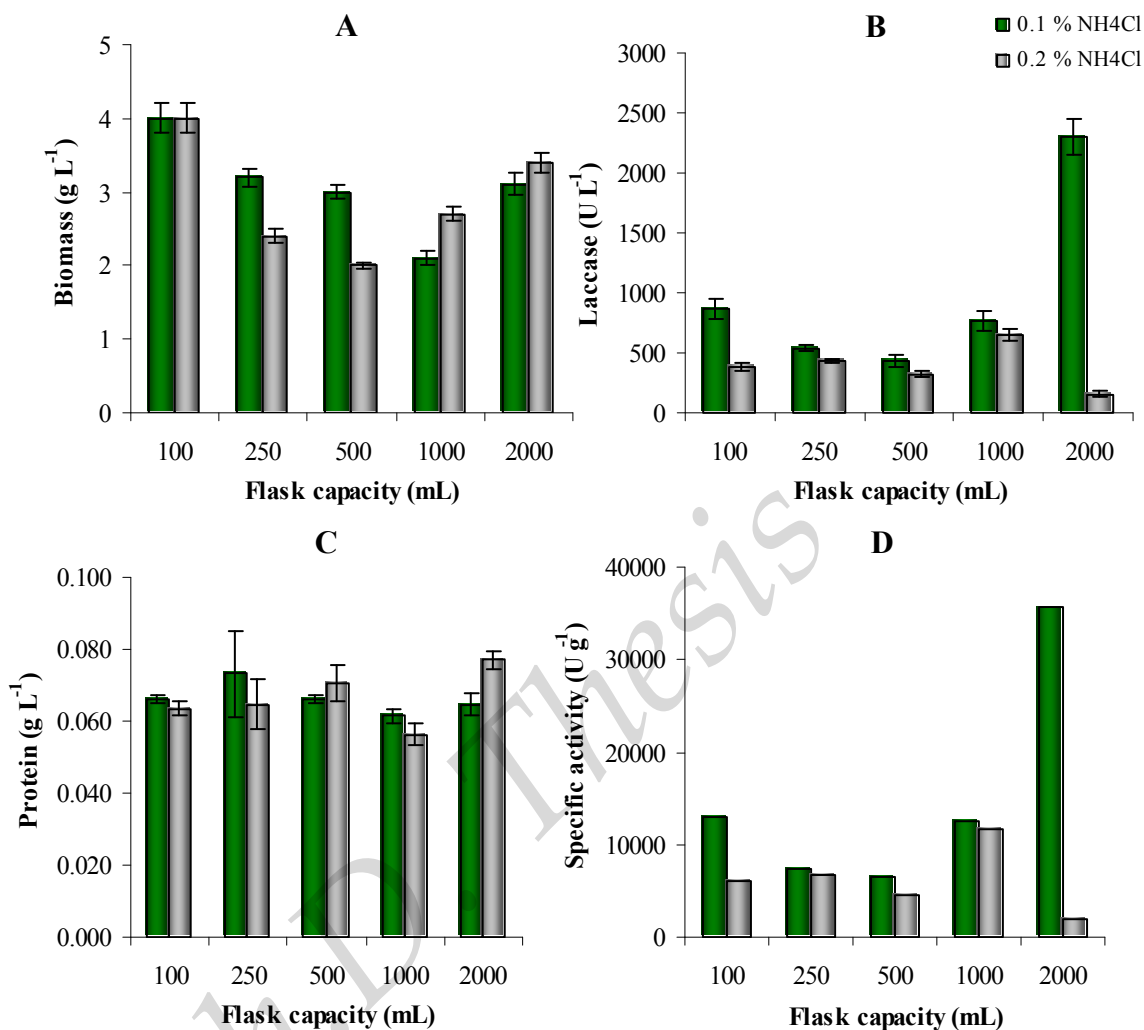 A
B
0.1 % NH4Cl
0.2 % NH4Cl
5
4
3
2
1
0
Biomass (g L-1)
100 250 500 1000 2000
Flask capacity (mL)
3000
2500
2000
1500
1000
500
0
Laccase (U L-1)
100 250 500 1000 2000
Flask capacity (mL)
C
D
0.100
0.080
0.060
0.040
0.020
0.000
Protein (g L-1)
100 250 500 1000 2000
Flask capacity (mL)
40000
30000
20000
10000
0
Specific activity (U g-1)
100 250 500 1000 2000
Flask capacity (mL)
h.D. Thesis